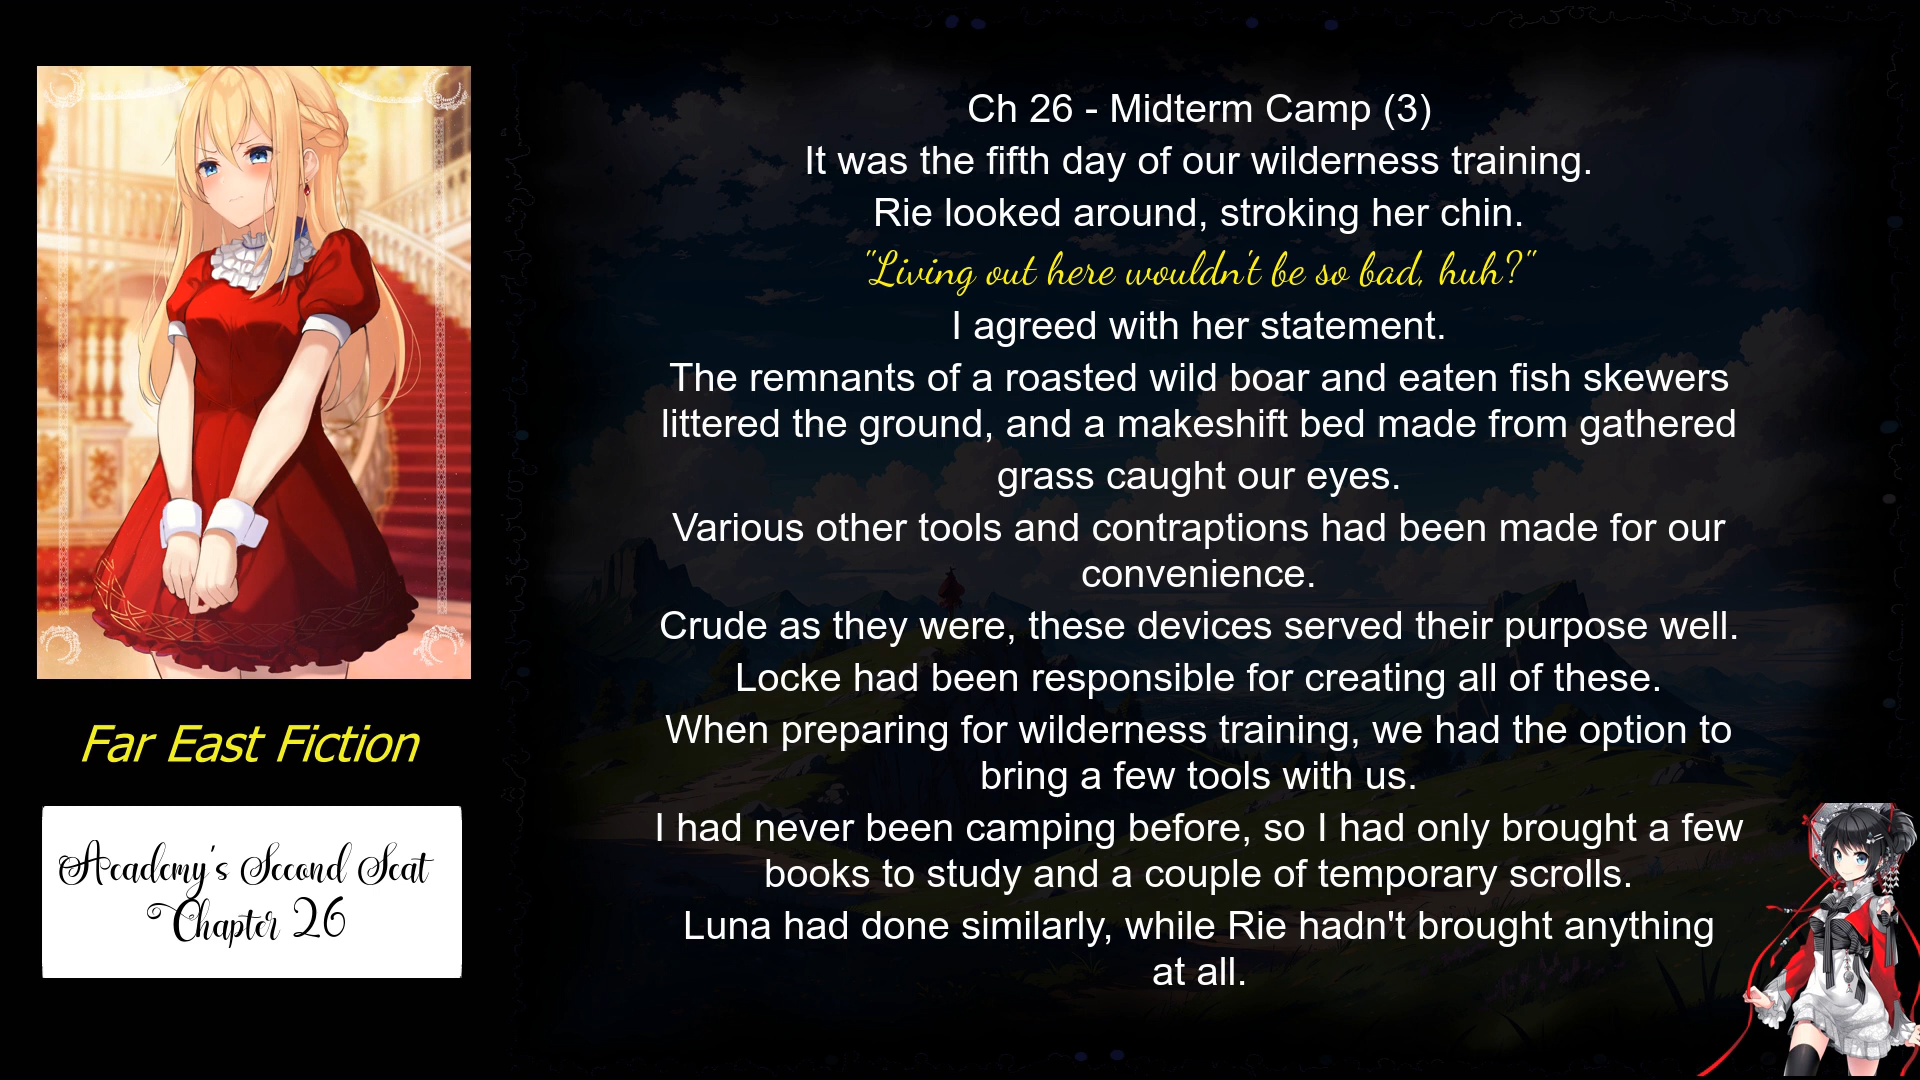 Ch 26 - Midterm Camp (3)
It was the fifth day of our wilderness training.
Rie looked around, stroking her chin.
"Living out here wouldn't be so bad, huh?"
I agreed with her statement.
The remnants of a roasted wild boar and eaten fish skewers
littered the ground, and a makeshift bed made from gathered
grass caught our eyes.
Various other tools and contraptions had been made for our
convenience.
Crude as they were, these devices served their purpose well.
Locke had been responsible for creating all of these.
When preparing for wilderness training, we had the option to
bring a few tools with us.
I had never been camping before, so I had only brought a few
books to study and a couple of temporary scrolls.
Luna had done similarly, while Rie hadn't brought anything
at all.
Far East Fiction
Academy's Second Seat
Chapter 26